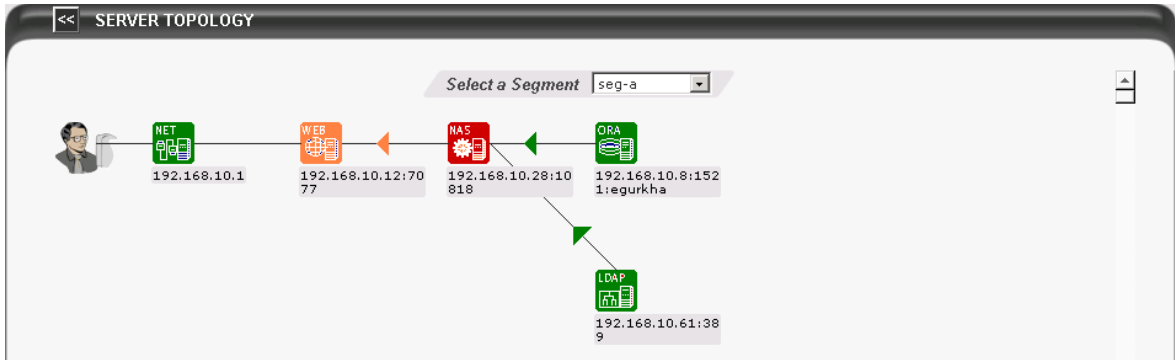 << SERVER TOPOLOGY
Select a Segment seg-a
NET
WEB
NAS
ORA
192.168.10.1
192.168.10.12:70
77
192.168.10.28:10
818
192.168.10.8:152
1:egurkha
LDAP
192.168.10.61:38
9